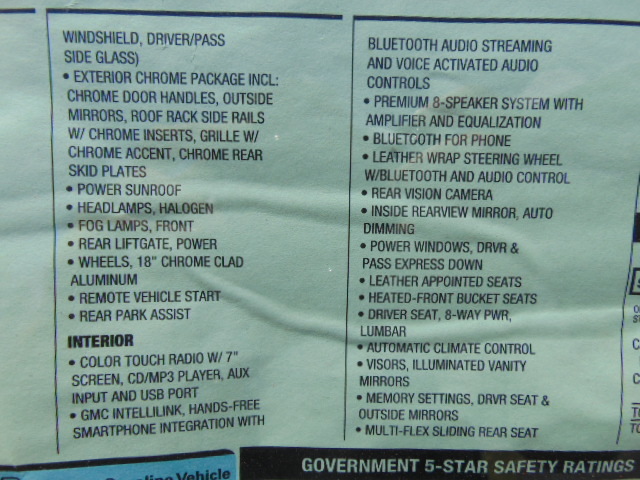 WINDSHIELD, DRIVER/PASS
SIDE GLASS)
• EXTERIOR CHROME PACKAGE INCL:
CHROME DOOR HANDLES, OUTSIDE
MIRRORS, ROOF RACK SIDE RAILS
W/ CHROME INSERTS, GRILLE W/
CHROME ACCENT, CHROME REAR
SKID PLATES
• POWER SUNROOF
• HEADLAMPS, HALOGEN
• FOG LAMPS, FRONT
• REAR LIFTGATE, POWER
• WHEELS, 18" CHROME CLAD
ALUMINUM
• REMOTE VEHICLE START
• REAR PARK ASSIST
INTERIOR
• COLOR TOUCH RADIO W/ 7"
SCREEN, CD/MP3 PLAYER, AUX
INPUT AND USB PORT
• GMC INTELLILINK, HANDS-FREE
SMARTPHONE INTEGRATION WITH
BLUETOOTH AUDIO STREAMING
AND VOICE ACTIVATED AUDIO
CONTROLS
• PREMIUM 8-SPEAKER SYSTEM WITH
AMPLIFIER AND EQUALIZATION
• BLUETOOTH FOR PHONE
• LEATHER WRAP STEERING WHEEL
W/BLUETOOTH AND AUDIO CONTROL
• REAR VISION CAMERA
• INSIDE REARVIEW MIRROR, AUTO
DIMMING
• POWER WINDOWS, DRVR &
PASS EXPRESS DOWN
• LEATHER APPOINTED SEATS
• HEATED-FRONT BUCKET SEATS
• DRIVER SEAT, 8-WAY PWR,
LUMBAR
• AUTOMATIC CLIMATE CONTROL
• VISORS, ILLUMINATED VANITY
MIRRORS
• MEMORY SETTINGS, DRVR SEAT &
OUTSIDE MIRRORS
• MULTI-FLEX SLIDING REAR SEAT
Vehicle
GOVERNMENT 5-STAR SAFETY RATINGS